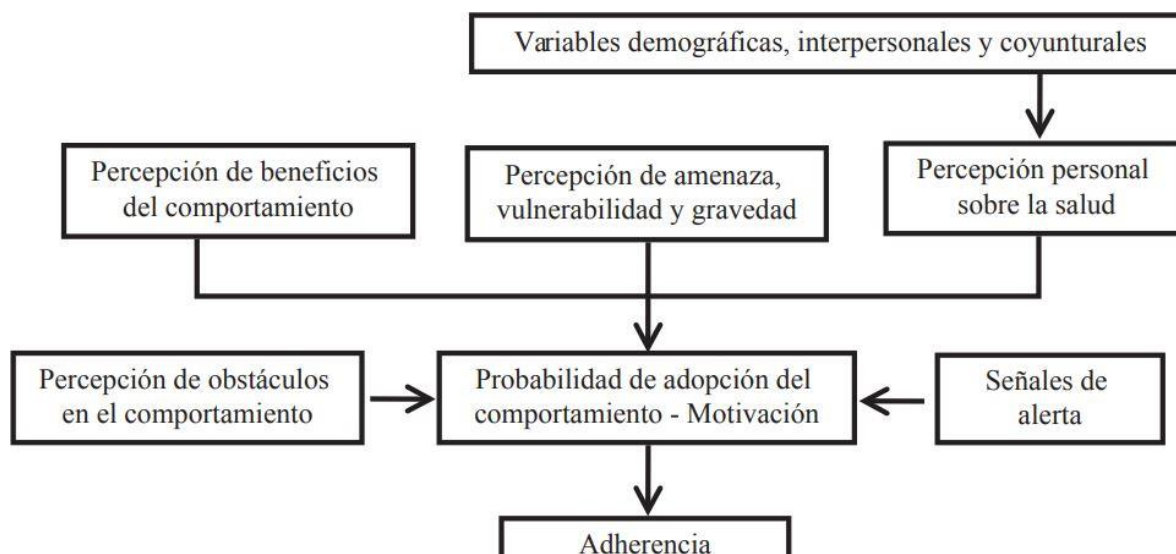 Variables demográficas, interpersonales y coyunturales
Percepción de beneficios
del comportamiento
Percepción de amenaza,
vulnerabilidad y gravedad
Percepción personal
sobre la salud
Percepción de obstáculos
en el comportamiento
Probabilidad de adopción del
comportamiento - Motivación
Señales de
alerta
Adherencia